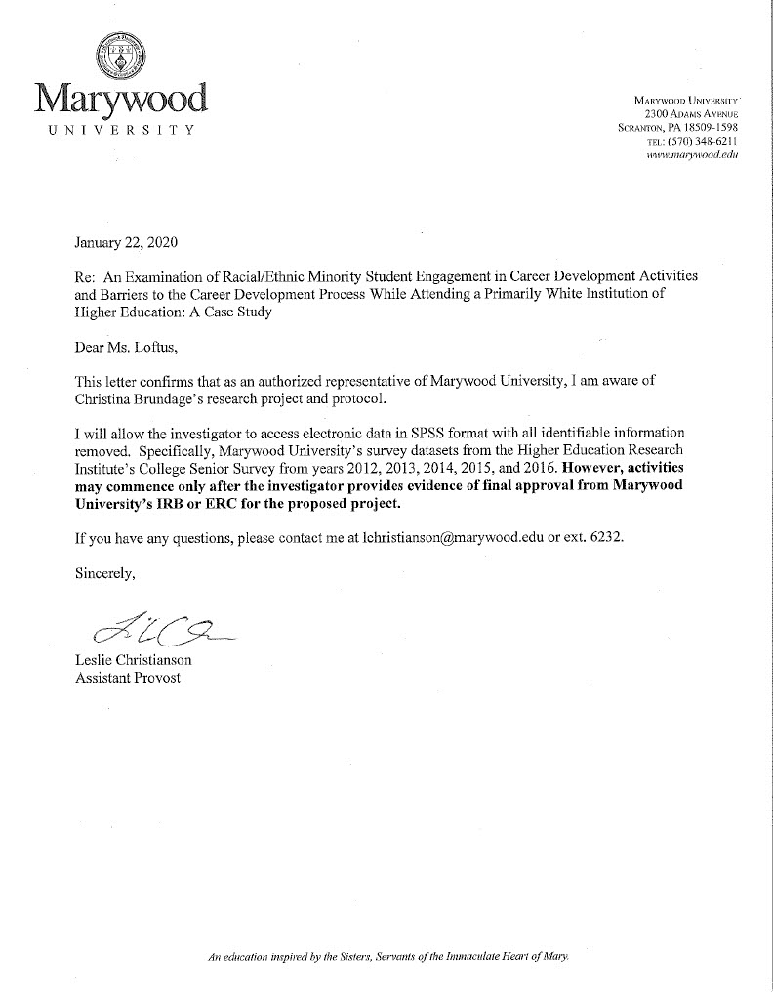 Marywood
UNIVERSITY
MARYWOOD UNIVERSITY
2300 ADAMS AVENUE
SCRANTON, PA 18509-1598
TEL: (570) 348-6211
www.marywood.edu
January 22, 2020
Re: An Examination of Racial/Ethnic Minority Student Engagement in Career Development Activities
and Barriers to the Career Development Process While Attending a Primarily White Institution of
Higher Education: A Case Study
Dear Ms. Loftus,
This letter confirms that as an authorized representative of Marywood University, I am aware of
Christina Brundage's research project and protocol.
I will allow the investigator to access electronic data in SPSS format with all identifiable information
removed. Specifically, Marywood University's survey datasets from the Higher Education Research
Institute's College Senior Survey from years 2012, 2013, 2014, 2015, and 2016. However, activities
may commence only after the investigator provides evidence of final approval from Marywood
University's IRB or ERC for the proposed project.
If you have any questions, please contact me at lchristianson@marywood.edu or ext. 6232.
Sincerely,
Leslie Christianson
Assistant Provost
An education inspired by the Sisters, Servants of the Immaculate Heart of Mary.